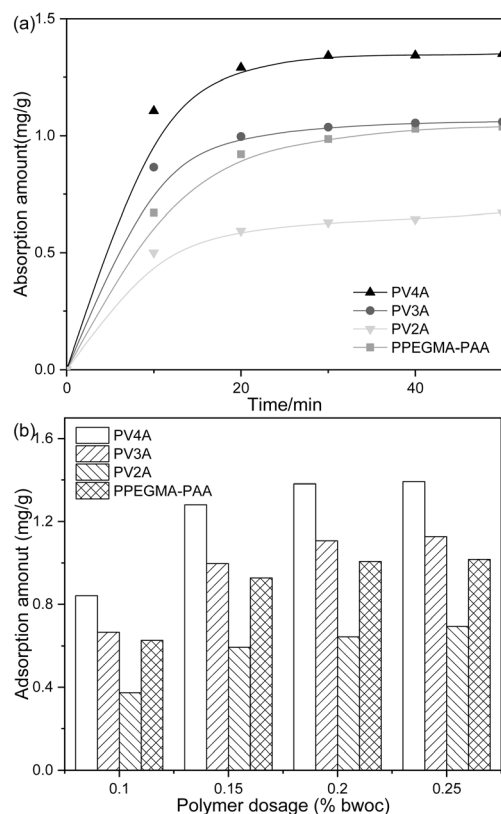 (a)
1.5
1.0
0.5
0.0
Absorption amount(mg/g)
PV4A
PV3A
PV2A
PPEGMA-PAA
0
20
40
Time/min
(b)
1.6
1.2
0.8
0.4
0.0
Adsorption amonut (mg/g)
PV4A
PV3A
PV2A
PPEGMA-PAA
0.1
0.15
0.2
0.25
Polymer dosage (% bwoc)